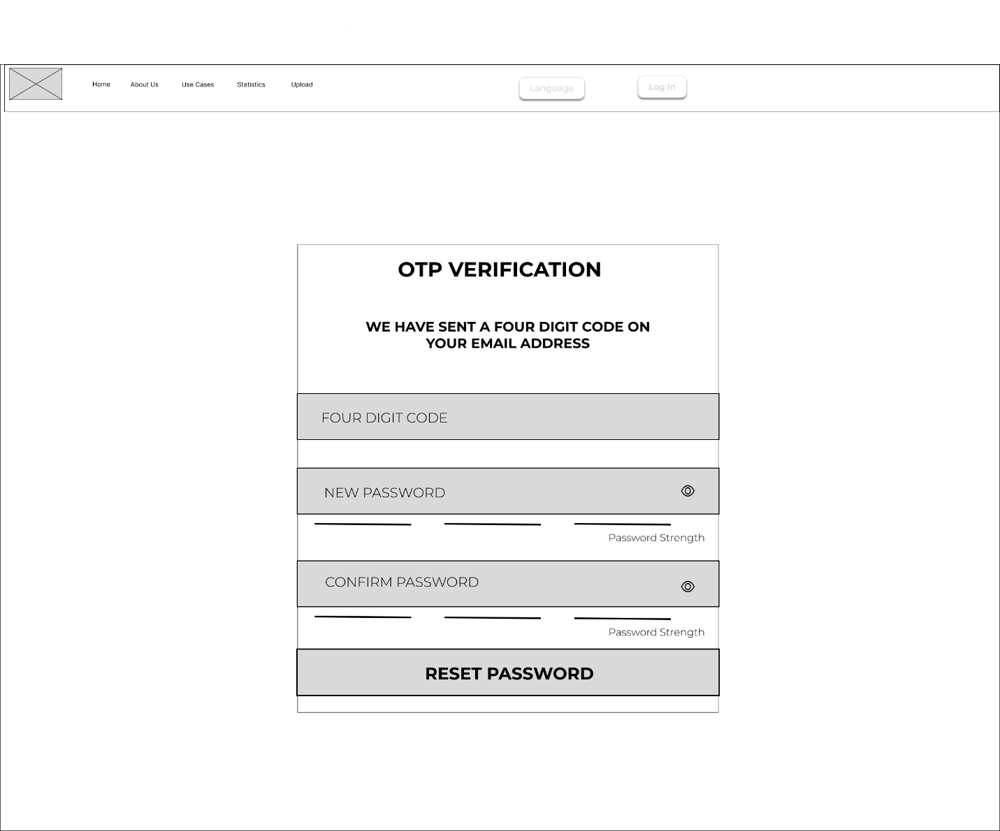 Home About Us Use Cases Statistics Upload Language Log In
OTP VERIFICATION
WE HAVE SENT A FOUR DIGIT CODE ON
YOUR EMAIL ADDRESS
FOUR DIGIT CODE
NEW PASSWORD
Password Strength
CONFIRM PASSWORD
Password Strength
RESET PASSWORD